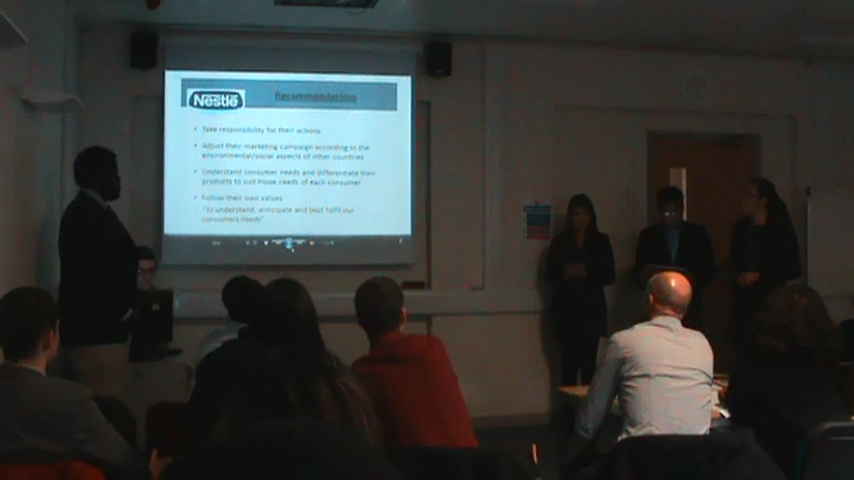 Nestlé
Recommendation
• Take responsibility for their actions
• Adjust their marketing campaign according to the
environmental/social aspects of other countries
• Understand consumer needs and differentiate their
products to suit those needs of each consumer
• Follow their own values
- "To understand, anticipate and best fulfil our
consumers needs"